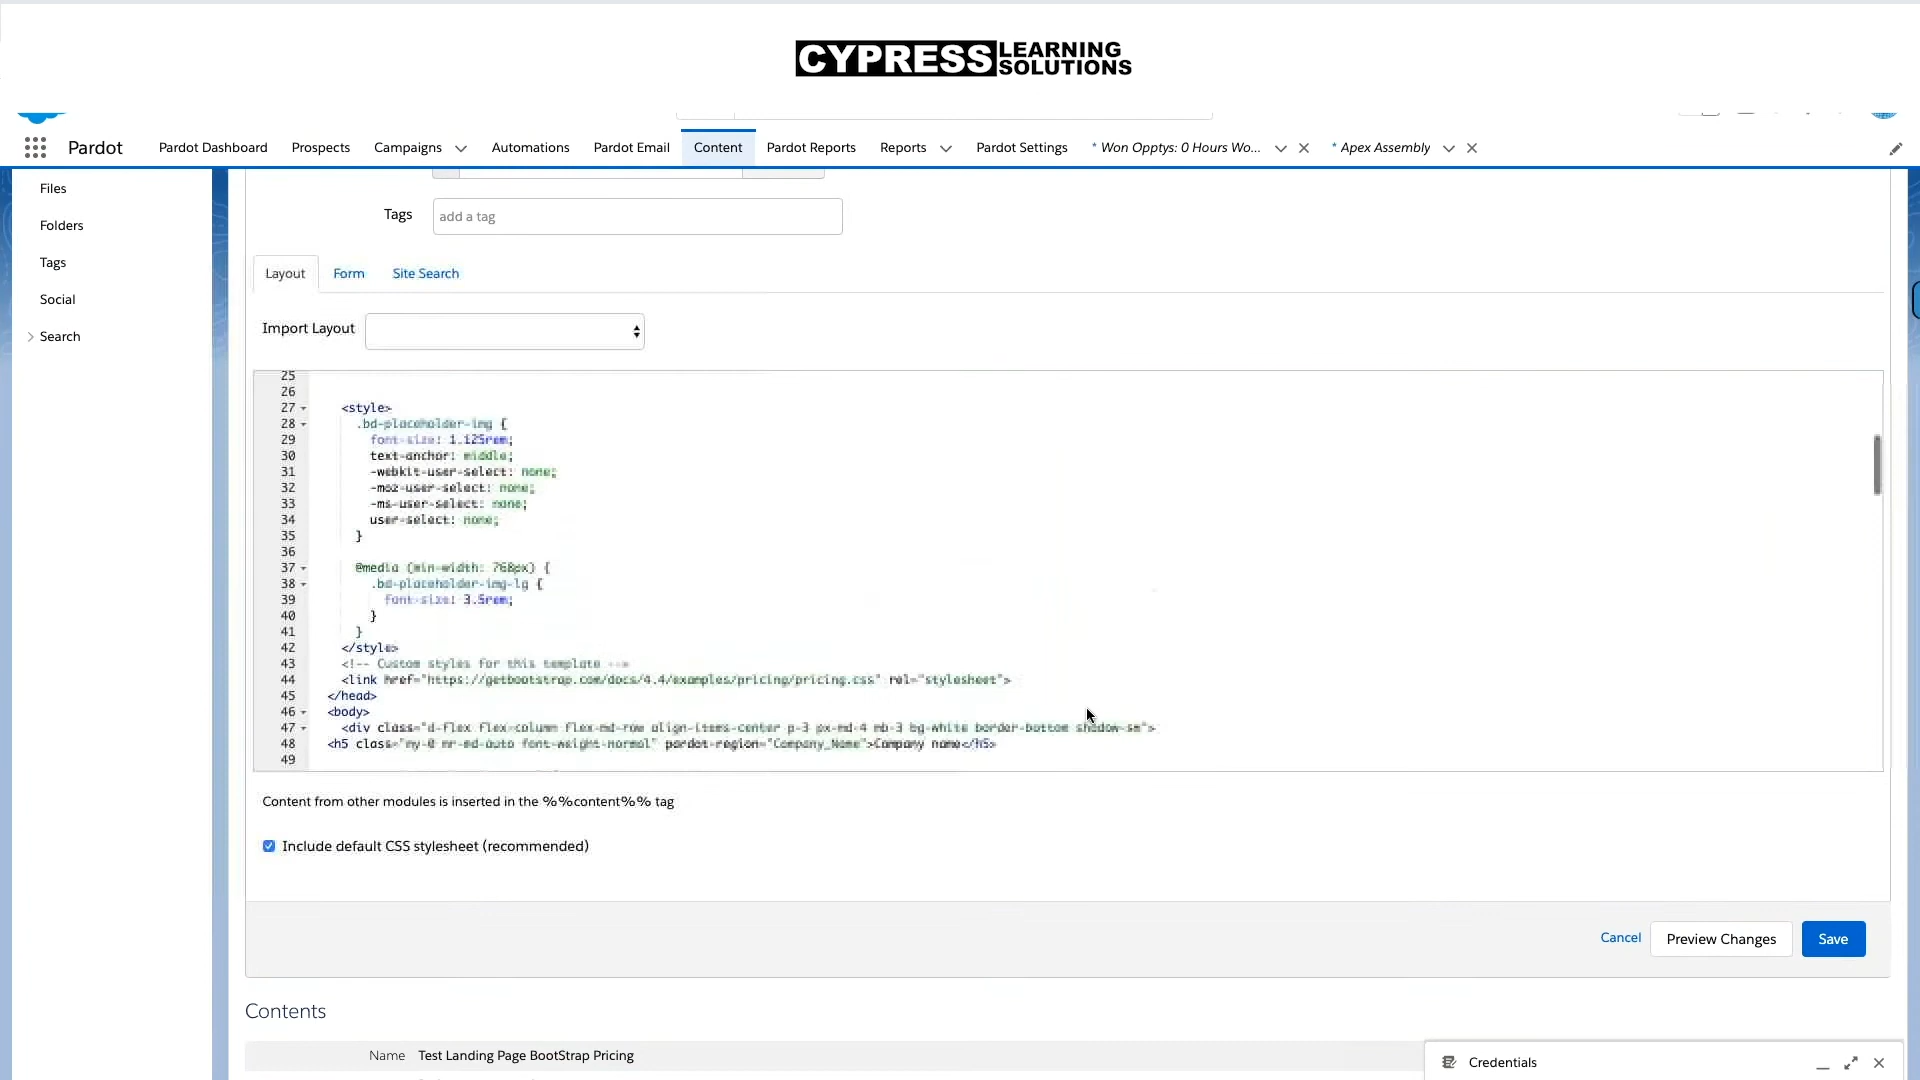 CYPRESS LEARNING SOLUTIONS
Pardot
Pardot Dashboard
Prospects
Campaigns
Automations
Pardot Email
Content
Pardot Reports
Reports
Pardot Settings
* Won Opptys: 0 Hours Wo...
* Apex Assembly
Files
Folders
Tags
Social
Search
Tags
add a tag
Layout
Form
Site Search
Import Layout
25
26
27 <style>
28 .bd-placeholder-img {
29 font-size: 1.125rem;
30 text-anchor: middle;
31 -webkit-user-select: none;
32 -moz-user-select: none;
33 -ms-user-select: none;
34 user-select: none;
35 }
36
37 @media (min-width: 768px) {
38 .bd-placeholder-img-lg {
39 font-size: 3.5rem;
40 }
41 }
42 </style>
43 <!-- Custom styles for this template -->
44 <link href="https://getbootstrap.com/docs/4.4/examples/pricing/pricing.css" rel="stylesheet">
45 </head>
46 <body>
47 <div class="d-flex flex-column flex-md-row align-items-center p-3 px-md-4 mb-3 bg-white border-bottom shadow-sm">
48 <h5 class="my-0 mr-md-auto font-weight-normal" pardot-region="Company_Name">Company name</h5>
49
Content from other modules is inserted in the %%content%% tag
Include default CSS stylesheet (recommended)
Cancel
Preview Changes
Save
Contents
Name Test Landing Page BootStrap Pricing
Credentials